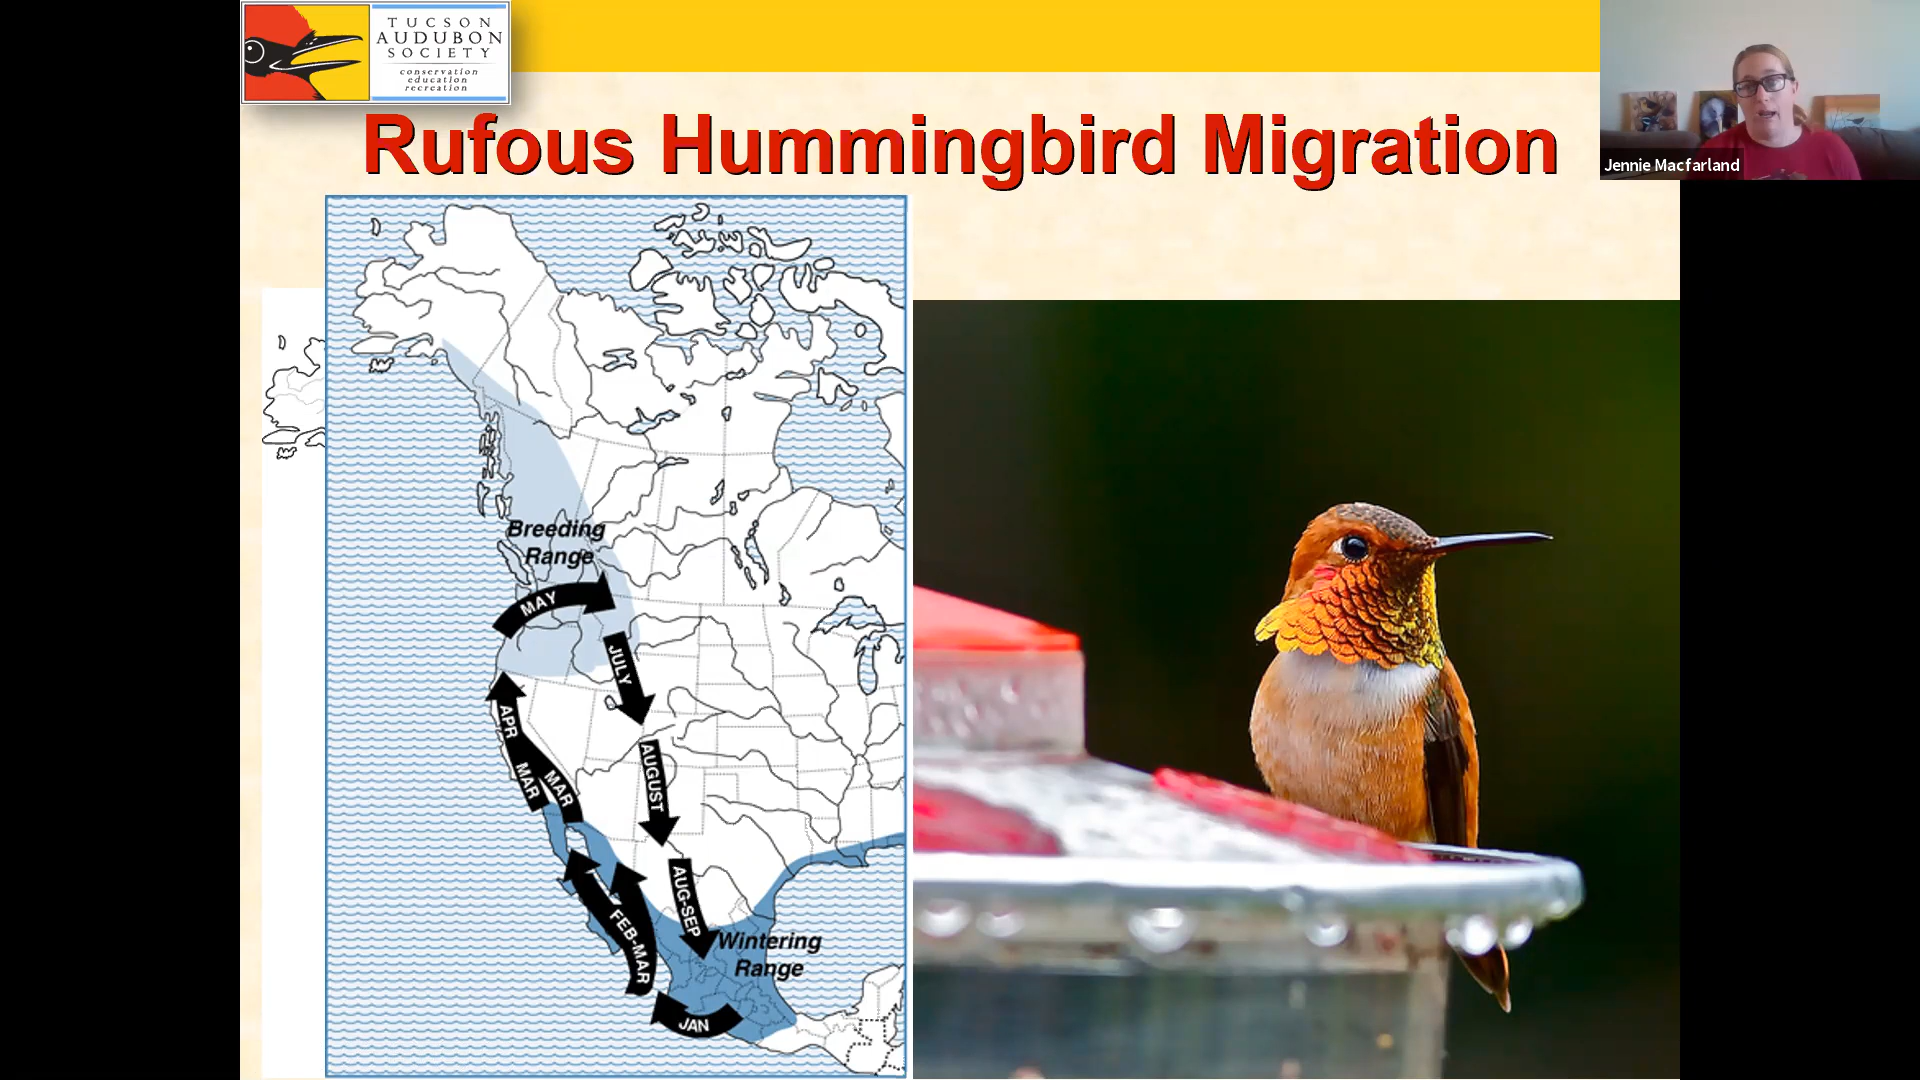 TUCSON
AUDUBON
SOCIETY
conservation
education
recreation
Rufous Hummingbird Migration
Jennie Macfarland
Breeding
Range
MAY
JULY
APR
MAR
MAR
AUGUST
AUG-SEP
FEB-MAR
Wintering
Range
JAN